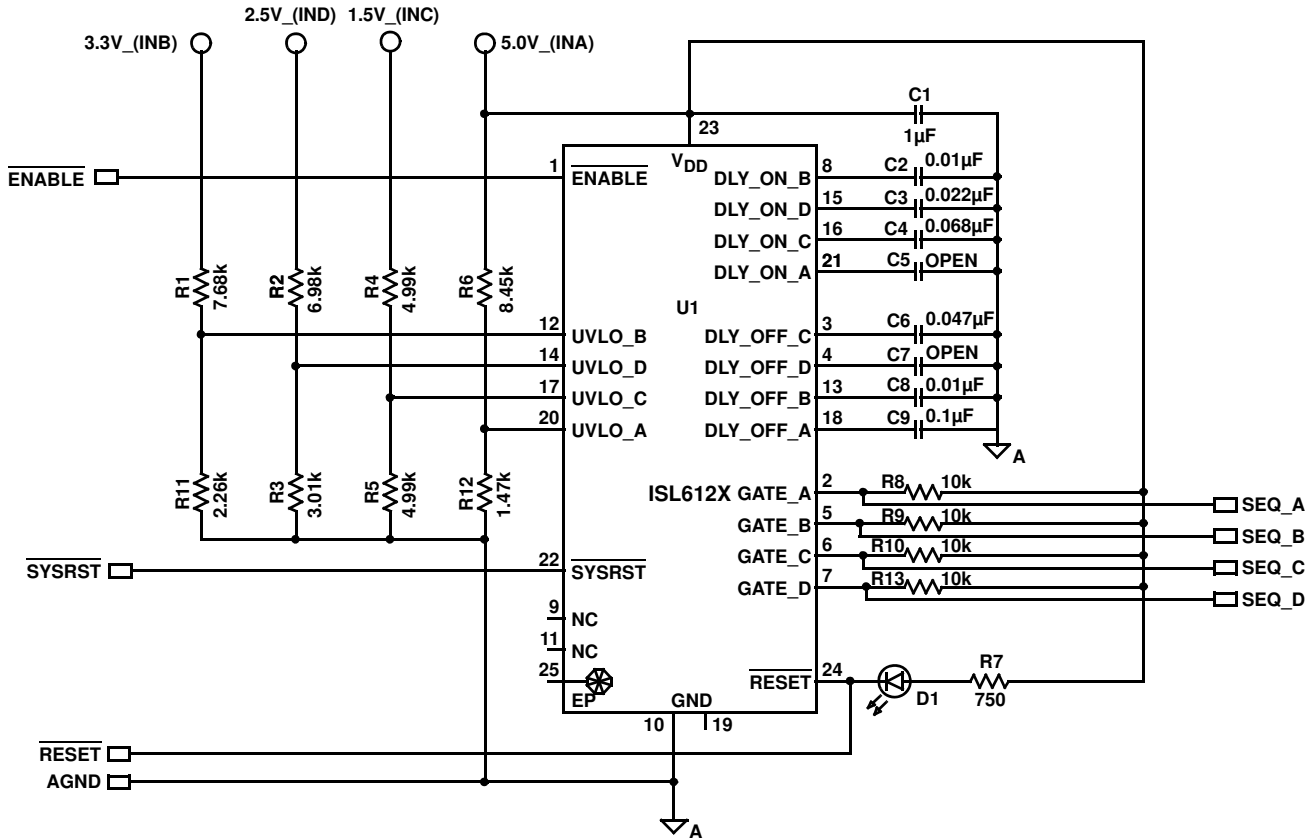 2.5V_(IND) 1.5V_(INC)
3.3V_(INB)
5.0V_(INA)
C1
1µF
23
ENABLE
1
ENABLE
VDD
DLY_ON_B
8
C2
0.01µF
DLY_ON_D
15
C3
0.022µF
DLY_ON_C
16
C4
0.068µF
DLY_ON_A
21
C5
OPEN
R1
7.68k
R2
6.98k
R4
4.99k
R6
8.45k
U1
12
UVLO_B
14
UVLO_D
17
UVLO_C
20
UVLO_A
DLY_OFF_C
3
C6
0.047µF
DLY_OFF_D
4
C7
OPEN
DLY_OFF_B
13
C8
0.01µF
DLY_OFF_A
18
C9
0.1µF
A
R11
2.26k
R3
3.01k
R5
4.99k
R12
1.47k
ISL612X
GATE_A
2
R8
10k
SEQ_A
GATE_B
5
R9
10k
SEQ_B
GATE_C
6
R10
10k
SEQ_C
GATE_D
7
R13
10k
SEQ_D
SYSRST
22
SYSRST
9
NC
11
NC
25
EP
RESET
24
D1
R7
750
GND
10
19
RESET
AGND
A